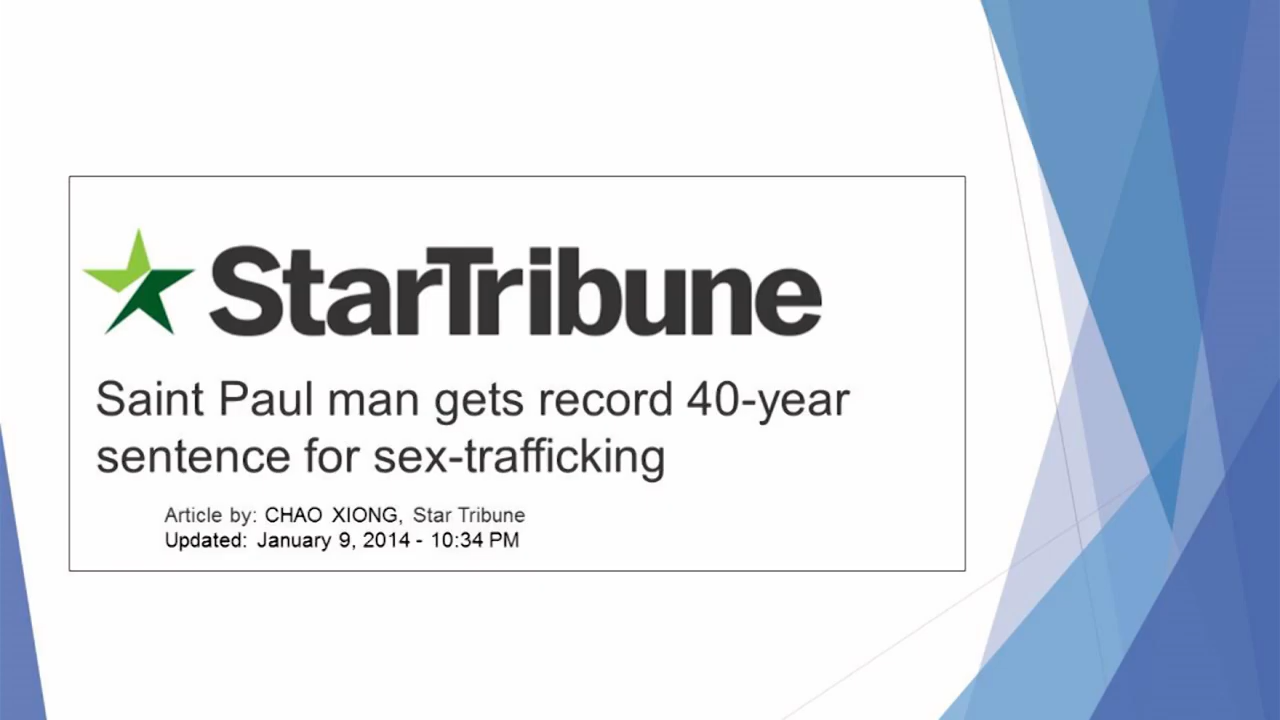 StarTribune
Saint Paul man gets record 40-year
sentence for sex-trafficking
Article by: CHAO XIONG, Star Tribune
Updated: January 9, 2014 - 10:34 PM